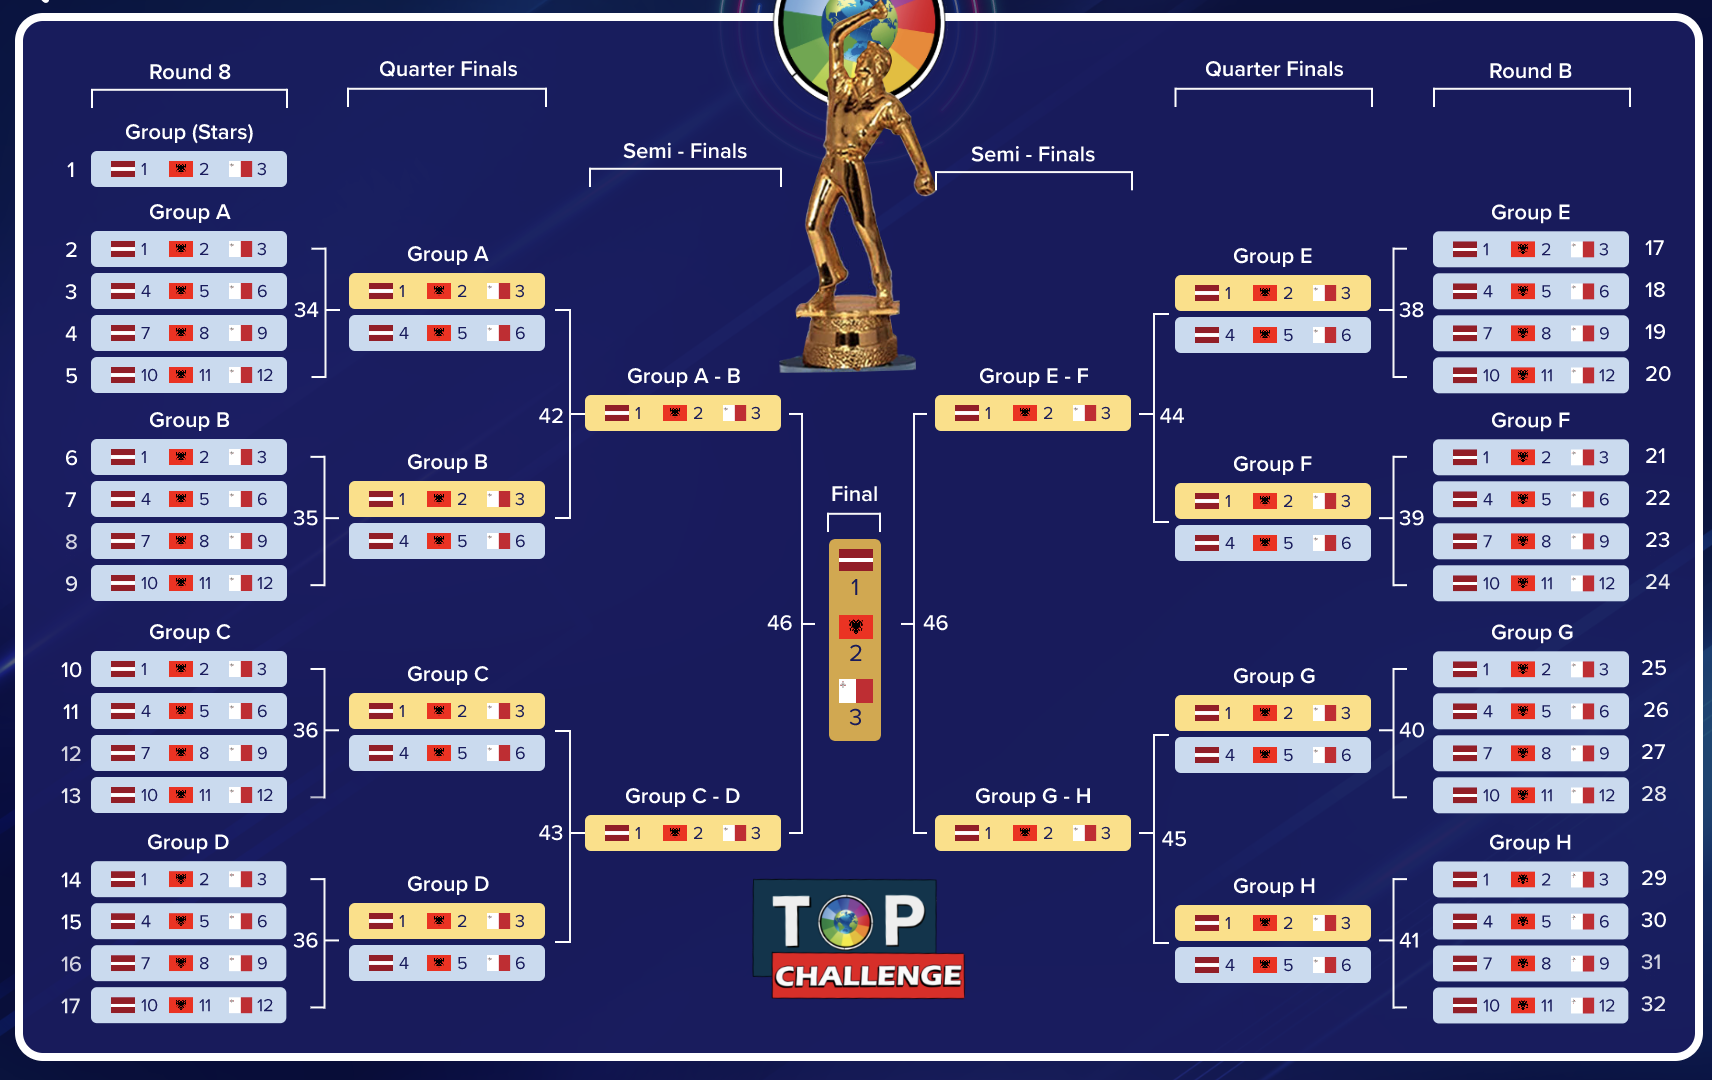 Round 8
Quarter Finals
Semi - Finals
Semi - Finals
Quarter Finals
Round B
Group (Stars)
1 1 2 3
Group A
2 1 2 3
3 4 5 6
4 7 8 9
5 10 11 12
Group B
6 1 2 3
7 4 5 6
8 7 8 9
9 10 11 12
Group C
10 1 2 3
11 4 5 6
12 7 8 9
13 10 11 12
Group D
14 1 2 3
15 4 5 6
16 7 8 9
17 10 11 12
34
35
36
36
Group A
1 2 3
4 5 6
Group B
1 2 3
4 5 6
Group C
1 2 3
4 5 6
Group D
1 2 3
4 5 6
42
43
Group A - B
1 2 3
Group C - D
1 2 3
46
Final
1
2
3
46
Group E - F
1 2 3
Group G - H
1 2 3
44
45
Group E
1 2 3
4 5 6
Group F
1 2 3
4 5 6
Group G
1 2 3
4 5 6
Group H
1 2 3
4 5 6
38
39
40
41
Group E
1 2 3 17
4 5 6 18
7 8 9 19
10 11 12 20
Group F
1 2 3 21
4 5 6 22
7 8 9 23
10 11 12 24
Group G
1 2 3 25
4 5 6 26
7 8 9 27
10 11 12 28
Group H
1 2 3 29
4 5 6 30
7 8 9 31
10 11 12 32
TOP
CHALLENGE